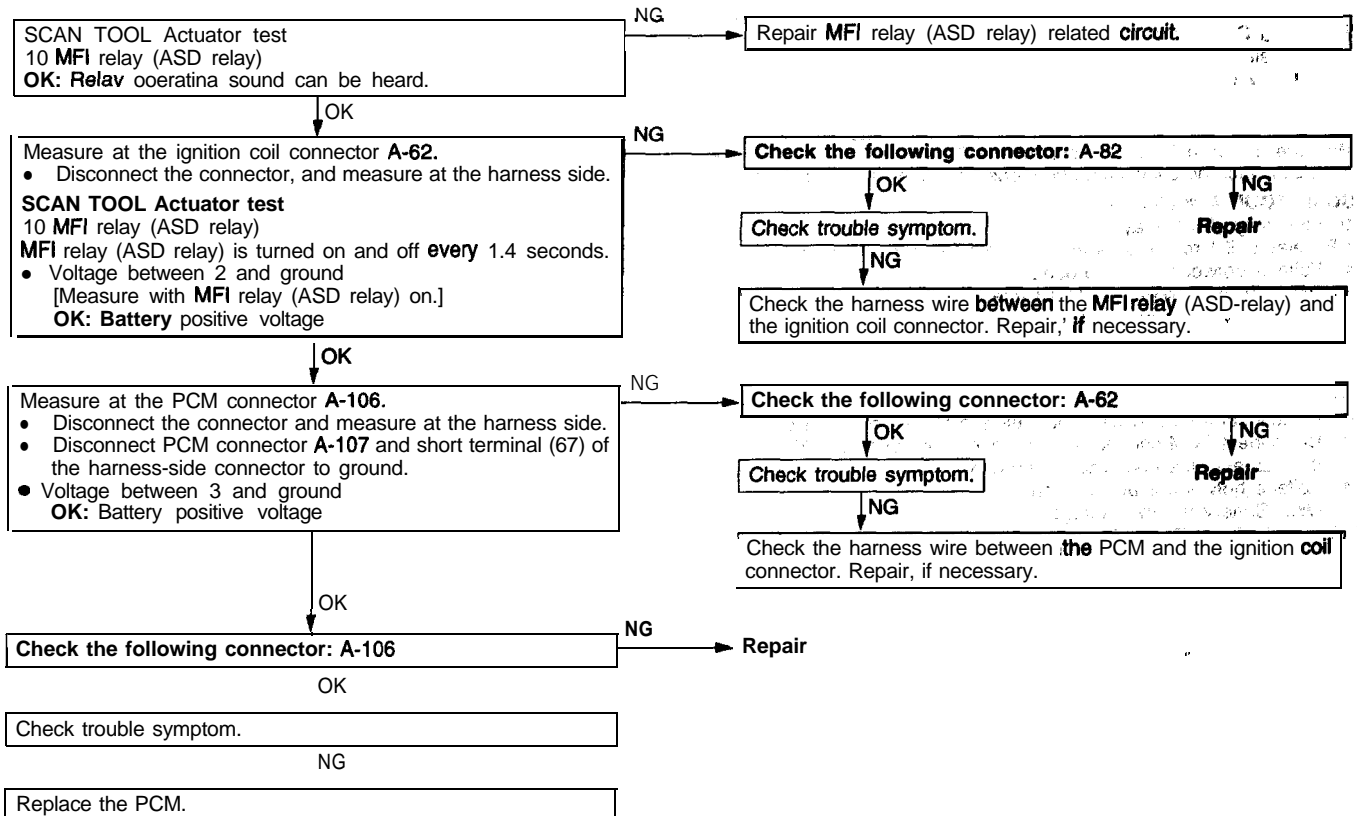 NG
SCAN TOOL Actuator test
10 MFI relay (ASD relay)
OK: Relav ooeratina sound can be heard.
Repair MFI relay (ASD relay) related circuit.
OK
NG
Measure at the ignition coil connector A-62.
• Disconnect the connector, and measure at the harness side.
SCAN TOOL Actuator test
10 MFI relay (ASD relay)
MFI relay (ASD relay) is turned on and off every 1.4 seconds.
• Voltage between 2 and ground
[Measure with MFI relay (ASD relay) on.]
OK: Battery positive voltage
Check the following connector: A-82
OK
NG
Check trouble symptom.
Repair
NG
Check the harness wire between the MFI relay (ASD-relay) and
the ignition coil connector. Repair,' if necessary.
OK
NG
Measure at the PCM connector A-106.
• Disconnect the connector and measure at the harness side.
• Disconnect PCM connector A-107 and short terminal (67) of
the harness-side connector to ground.
• Voltage between 3 and ground
OK: Battery positive voltage
Check the following connector: A-62
OK
NG
Check trouble symptom.
Repair
NG
Check the harness wire between the PCM and the ignition coil
connector. Repair, if necessary.
OK
NG
Check the following connector: A-106
Repair
OK
Check trouble symptom.
NG
Replace the PCM.